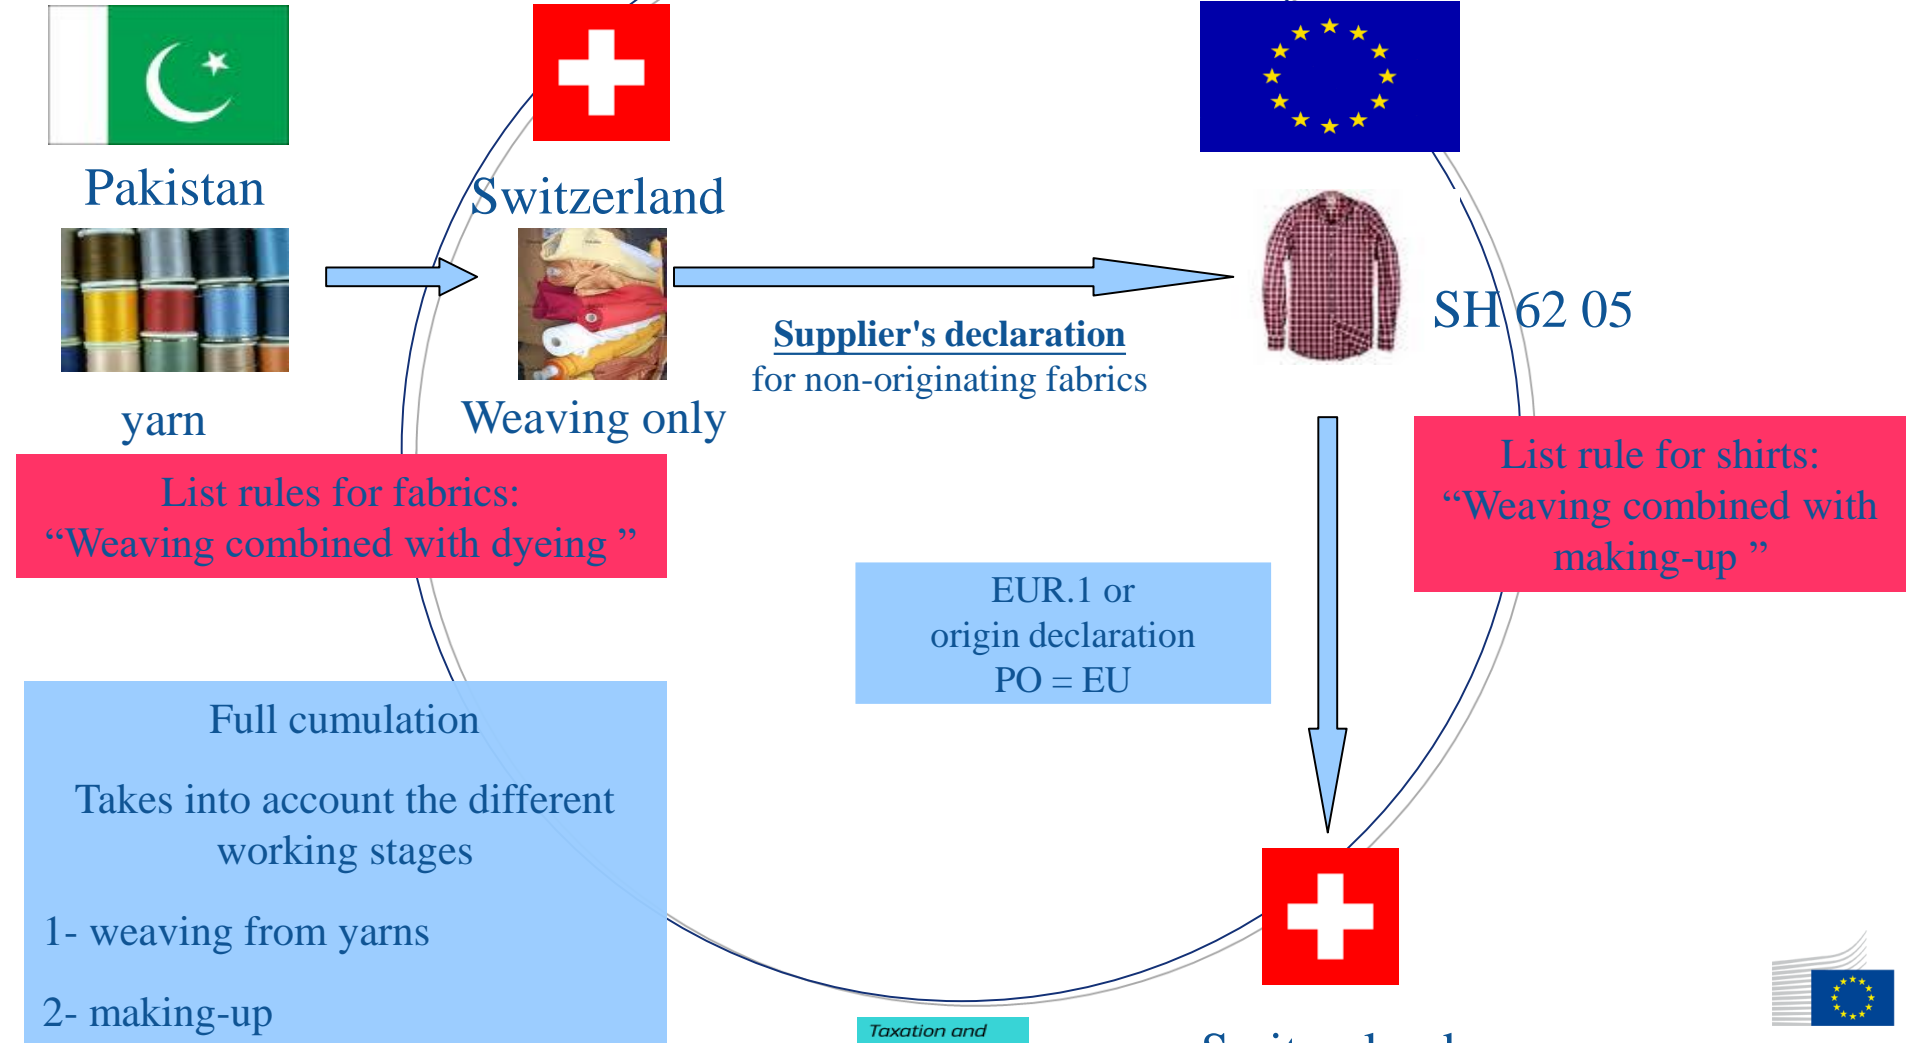 Pakistan
Switzerland
SH 62 05
Supplier's declaration
for non-originating fabrics
yarn
Weaving only
List rules for fabrics:
“Weaving combined with dyeing ”
List rule for shirts:
“Weaving combined with
making-up ”
EUR.1 or
origin declaration
PO = EU
Full cumulation
Takes into account the different
working stages
1- weaving from yarns
2- making-up
Taxation and
Switzerland